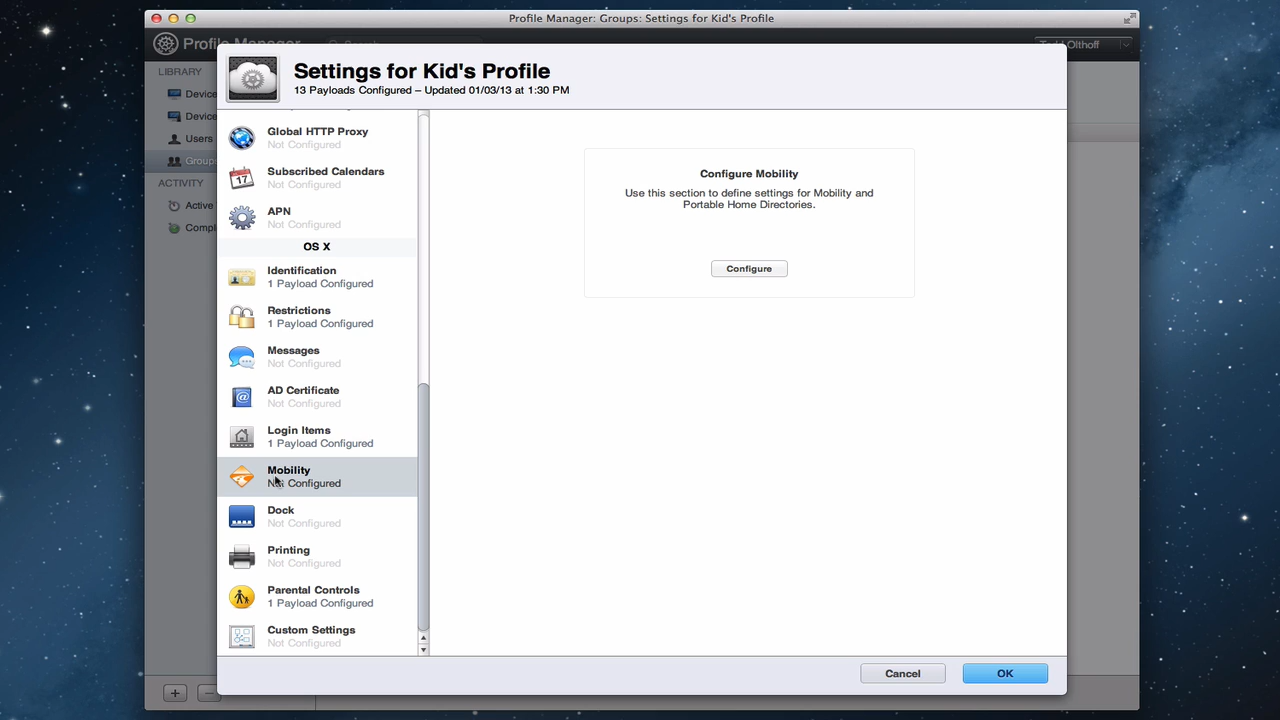 Profile Manager: Groups: Settings for Kid's Profile
Profile Manager
Todd Olthoff
LIBRARY
Device
Device
Users
Groups
ACTIVITY
Active
Compl
Settings for Kid's Profile
13 Payloads Configured – Updated 01/03/13 at 1:30 PM
Global HTTP Proxy
Not Configured
Subscribed Calendars
Not Configured
17
APN
Not Configured
OS X
Identification
1 Payload Configured
Restrictions
1 Payload Configured
Messages
Not Configured
AD Certificate
Not Configured
Login Items
1 Payload Configured
Mobility
Not Configured
Dock
Not Configured
Printing
Not Configured
Parental Controls
1 Payload Configured
Custom Settings
Not Configured
Configure Mobility
Use this section to define settings for Mobility and
Portable Home Directories.
Configure
Cancel
OK